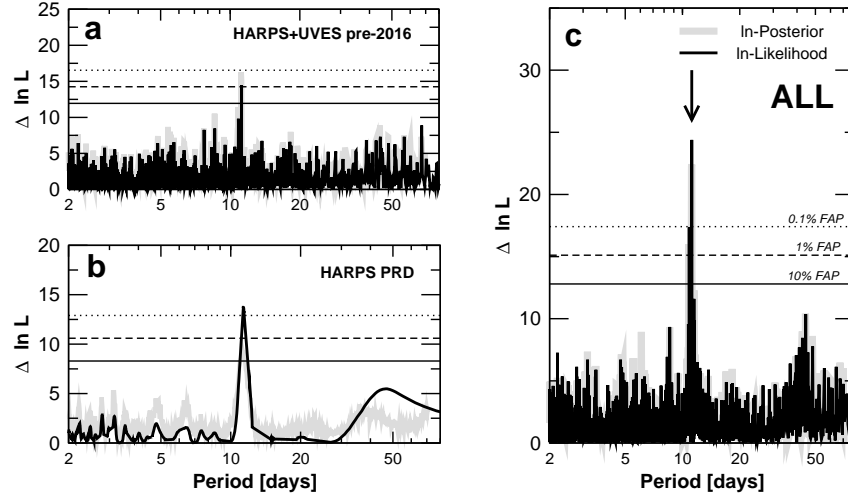 a
HARPS+UVES pre-2016
Δ ln L
25
20
15
10
5
0
2
5
10
20
50
b
HARPS PRD
Δ ln L
20
15
10
5
0
2
5
10
20
50
Period [days]
c
ln-Posterior
ln-Likelihood
ALL
Δ ln L
30
20
10
0
0.1% FAP
1% FAP
10% FAP
2
5
10
20
50
Period [days]